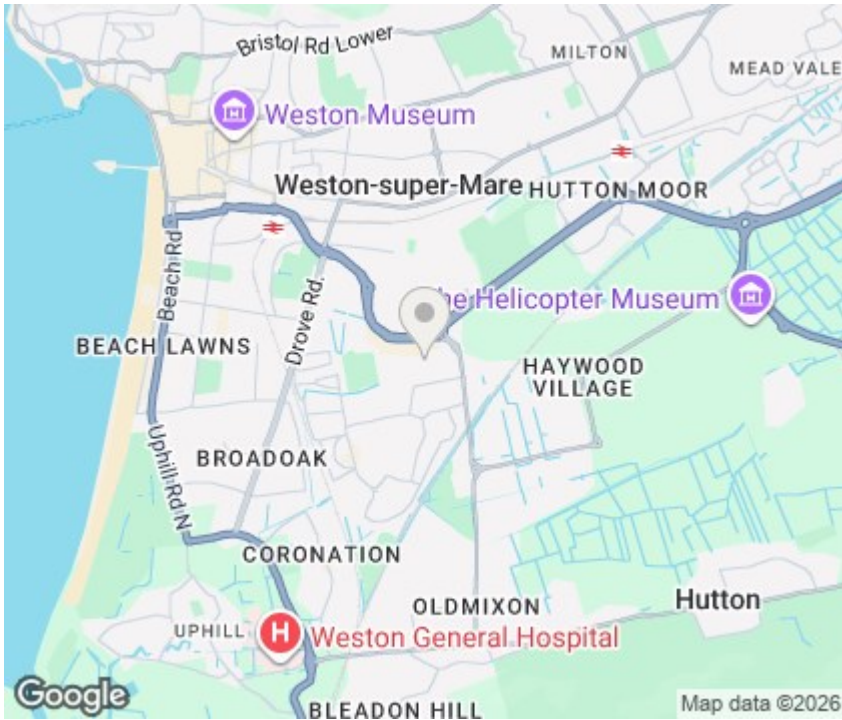 Bristol Rd Lower
MILTON
MEAD VALE
Weston Museum
Weston-super-Mare
HUTTON MOOR
Beach Rd
Drove Rd.
he Helicopter Museum
BEACH LAWNS
HAYWOOD
VILLAGE
Uphill Rd N
BROADOAK
CORONATION
OLDMIXON
Hutton
UPHILL
H
Weston General Hospital
Google
BLEADON HILL
Map data ©2026